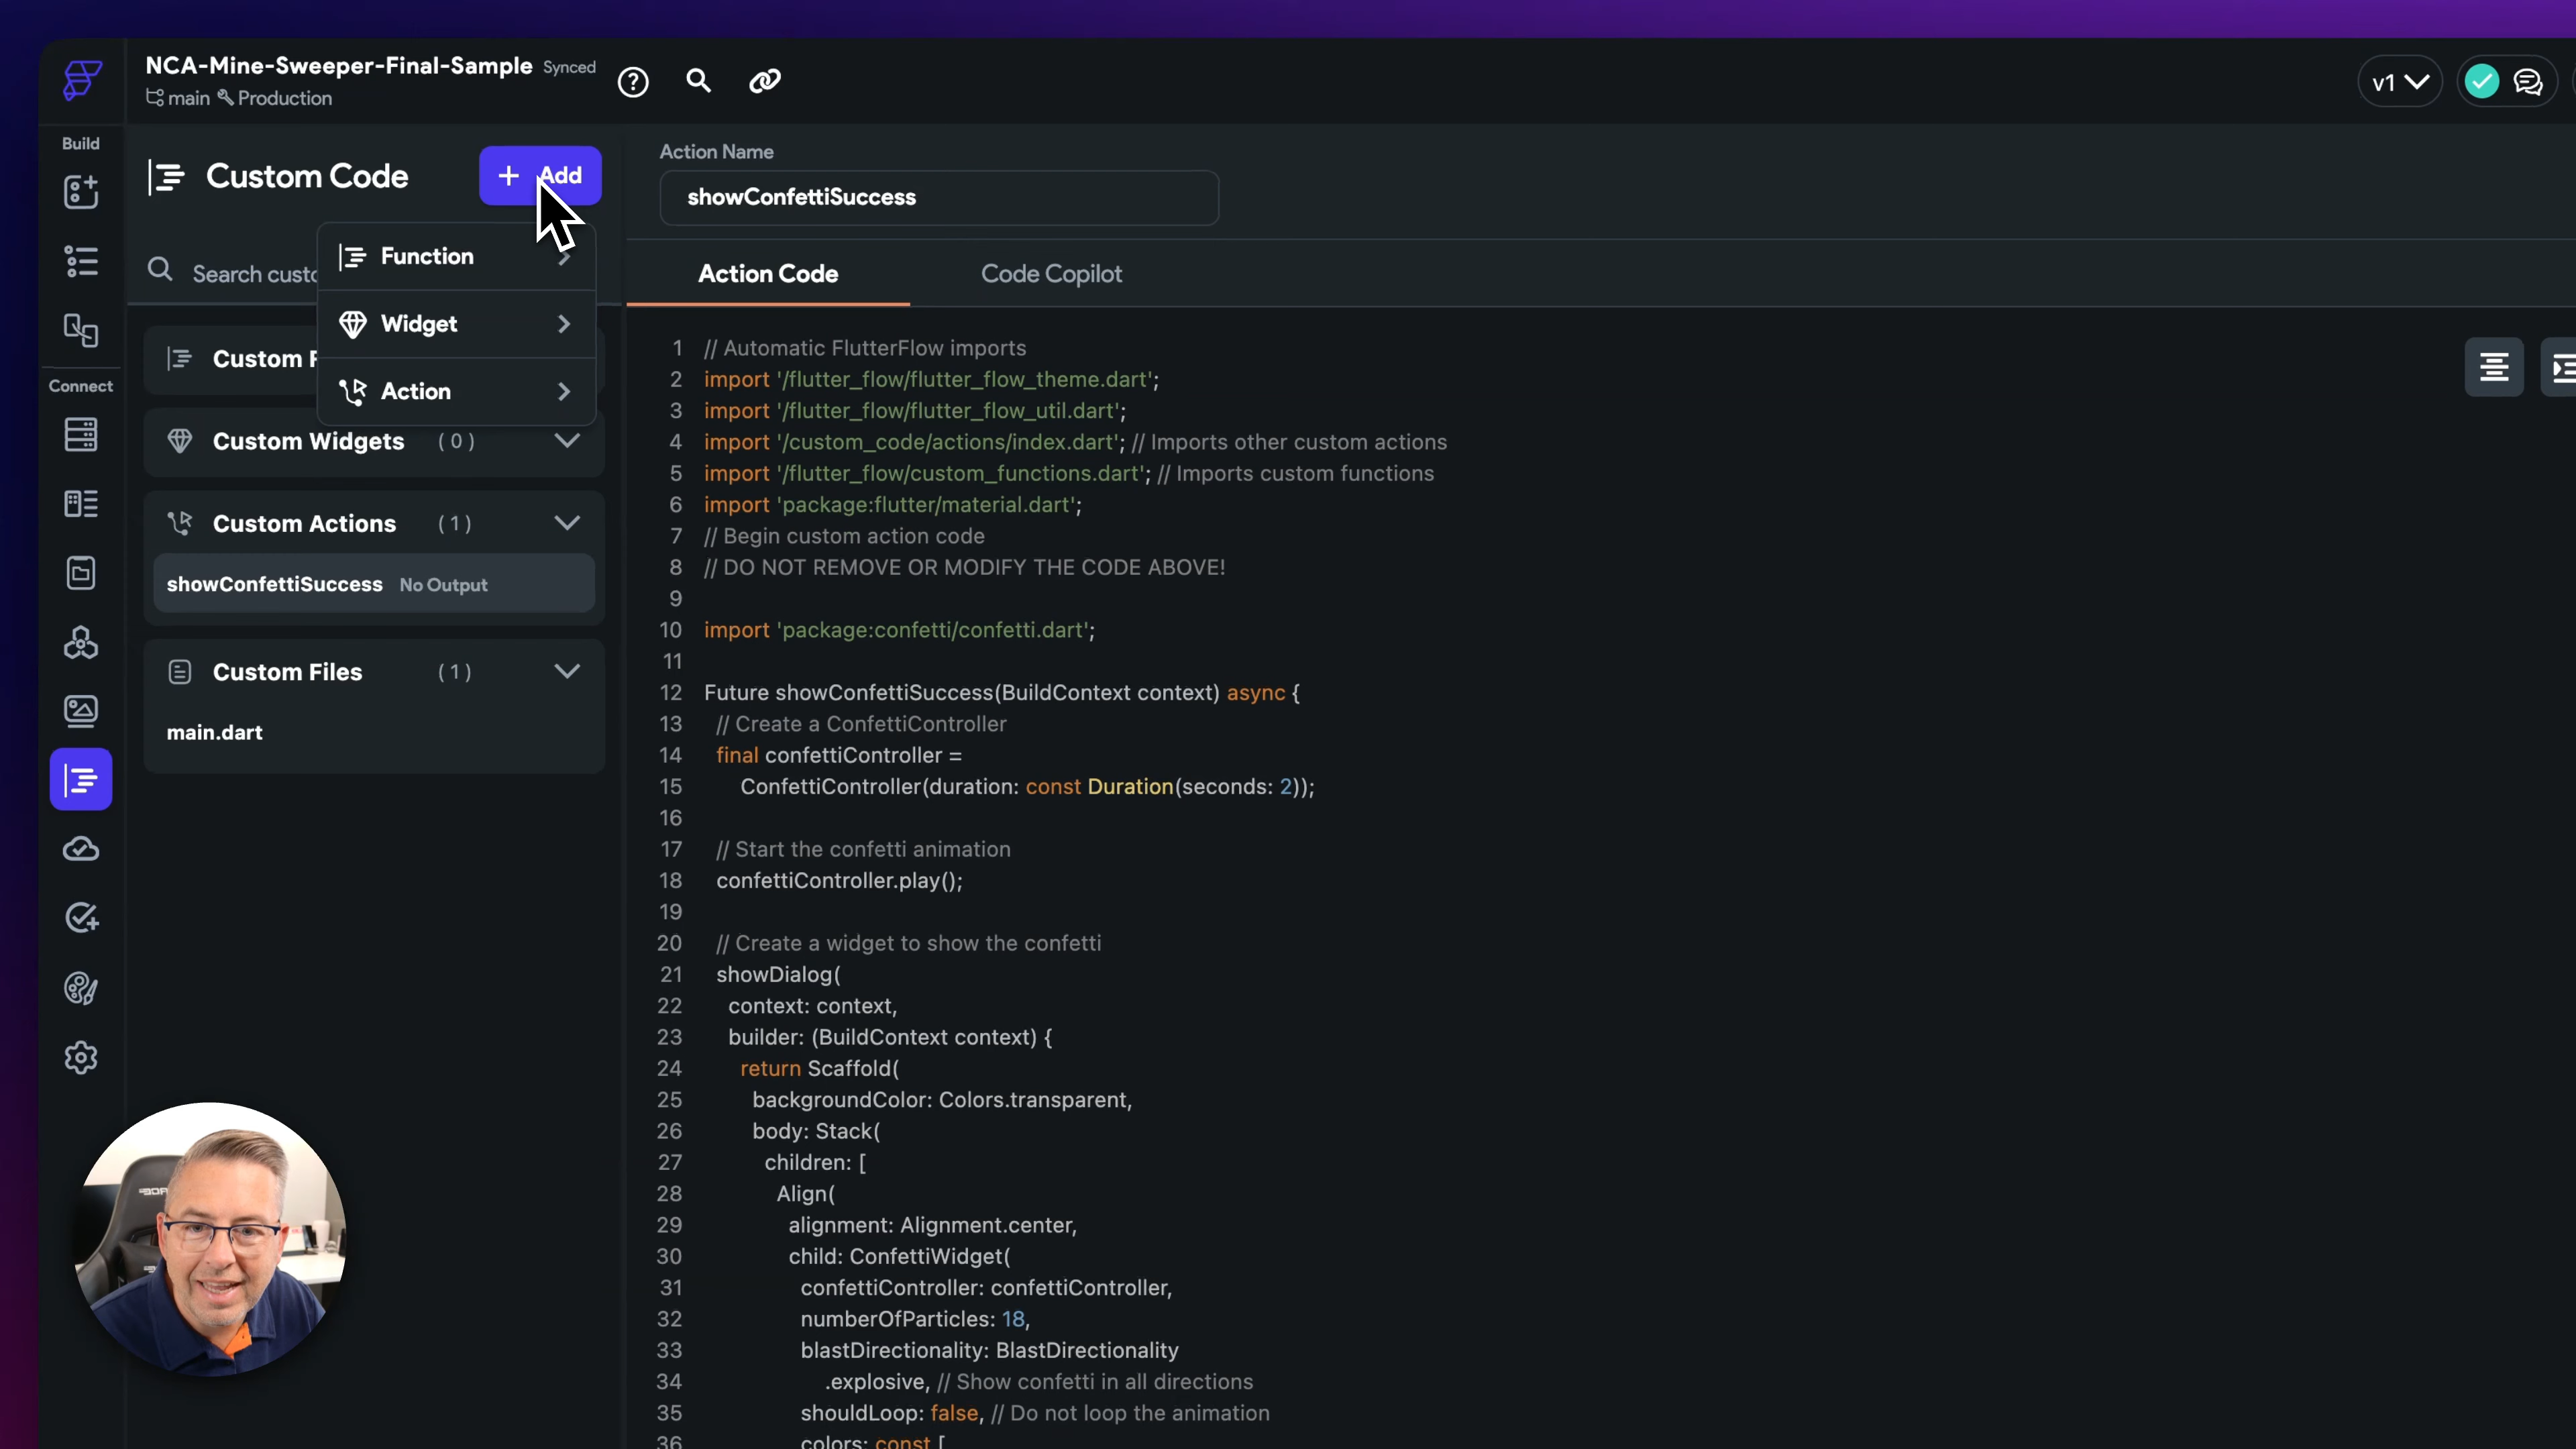 NCA-Mine-Sweeper-Final-Sample Synced
main Production
v1
Build
Connect
Custom Code
+ Add
Function
Widget
Action
Search custo
Custom F
Custom Widgets (0)
Custom Actions (1)
showConfettiSuccess No Output
Custom Files (1)
main.dart
Action Name
showConfettiSuccess
Action Code Code Copilot
1 // Automatic FlutterFlow imports
2 import '/flutter_flow/flutter_flow_theme.dart';
3 import '/flutter_flow/flutter_flow_util.dart';
4 import '/custom_code/actions/index.dart'; // Imports other custom actions
5 import '/flutter_flow/custom_functions.dart'; // Imports custom functions
6 import 'package:flutter/material.dart';
7 // Begin custom action code
8 // DO NOT REMOVE OR MODIFY THE CODE ABOVE!
9
10 import 'package:confetti/confetti.dart';
11
12 Future showConfettiSuccess(BuildContext context) async {
13 // Create a ConfettiController
14 final confettiController =
15 ConfettiController(duration: const Duration(seconds: 2));
16
17 // Start the confetti animation
18 confettiController.play();
19
20 // Create a widget to show the confetti
21 showDialog(
22 context: context,
23 builder: (BuildContext context) {
24 return Scaffold(
25 backgroundColor: Colors.transparent,
26 body: Stack(
27 children: [
28 Align(
29 alignment: Alignment.center,
30 child: ConfettiWidget(
31 confettiController: confettiController,
32 numberOfParticles: 18,
33 blastDirectionality: BlastDirectionality
34 .explosive, // Show confetti in all directions
35 shouldLoop: false, // Do not loop the animation
36 colors: const [